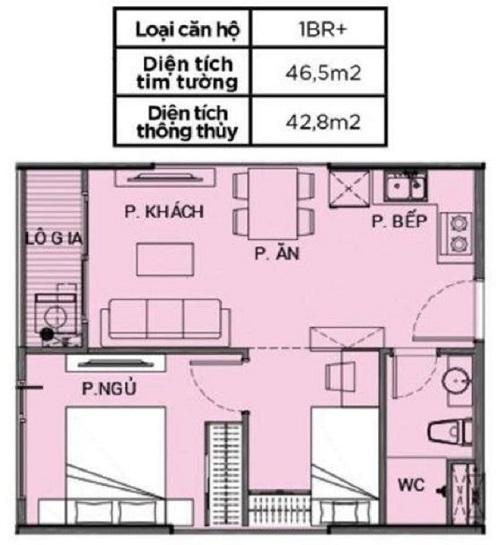 Loại căn hộ 1BR+
Diện tích
tim tường 46,5m2
Diện tích
thông thủy 42,8m2
P. KHÁCH
P. BẾP
LÔ GIA
P. ĂN
P.NGỦ
WC